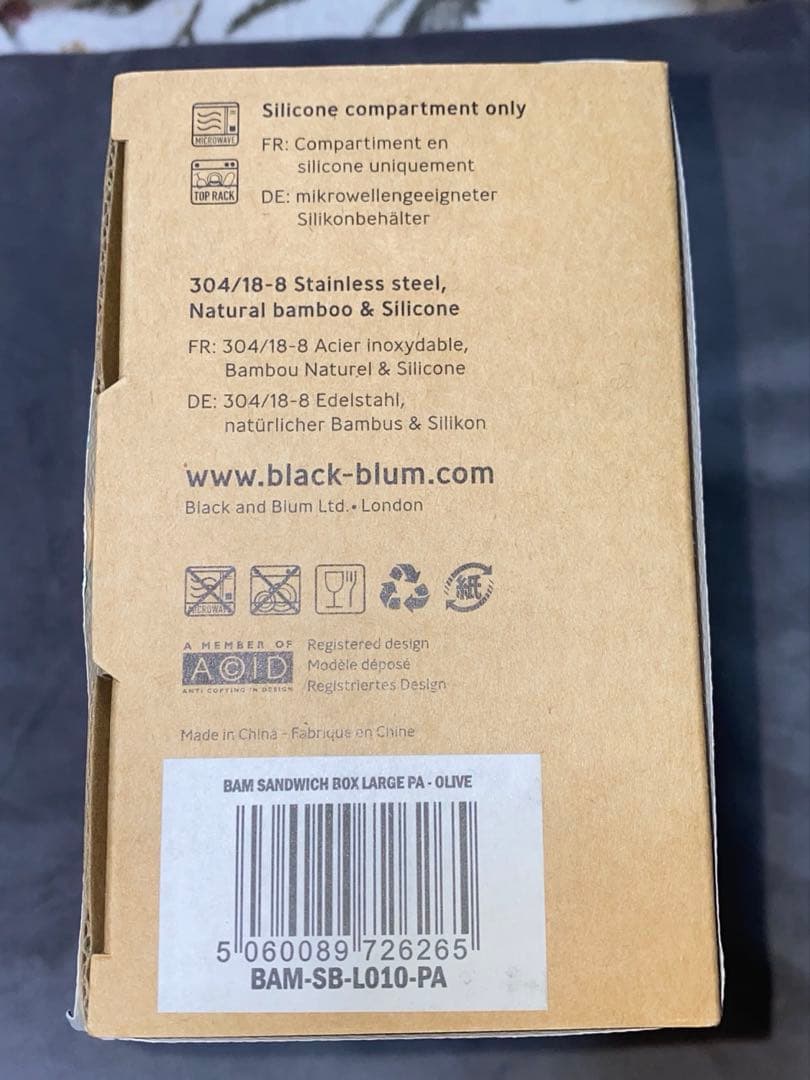 Silicone compartment only
MICROWAVE
FR: Compartiment en
silicone uniquement
TOP RACK
DE: mikrowellengeeigneter
Silikonbehälter
304/18-8 Stainless steel,
Natural bamboo & Silicone
FR: 304/18-8 Acier inoxydable,
Bambou Naturel & Silicone
DE: 304/18-8 Edelstahl,
natürlicher Bambus & Silikon
www.black-blum.com
Black and Blum Ltd.• London
MICROWAVE
紙
A MEMBER OF
A©ID
ANTI COPYING IN DESIGN
Registered design
Modèle déposé
Registriertes Design
Made in China - Fabriqué en Chine
BAM SANDWICH BOX LARGE PA - OLIVE
5 060089 726265
BAM-SB-L010-PA